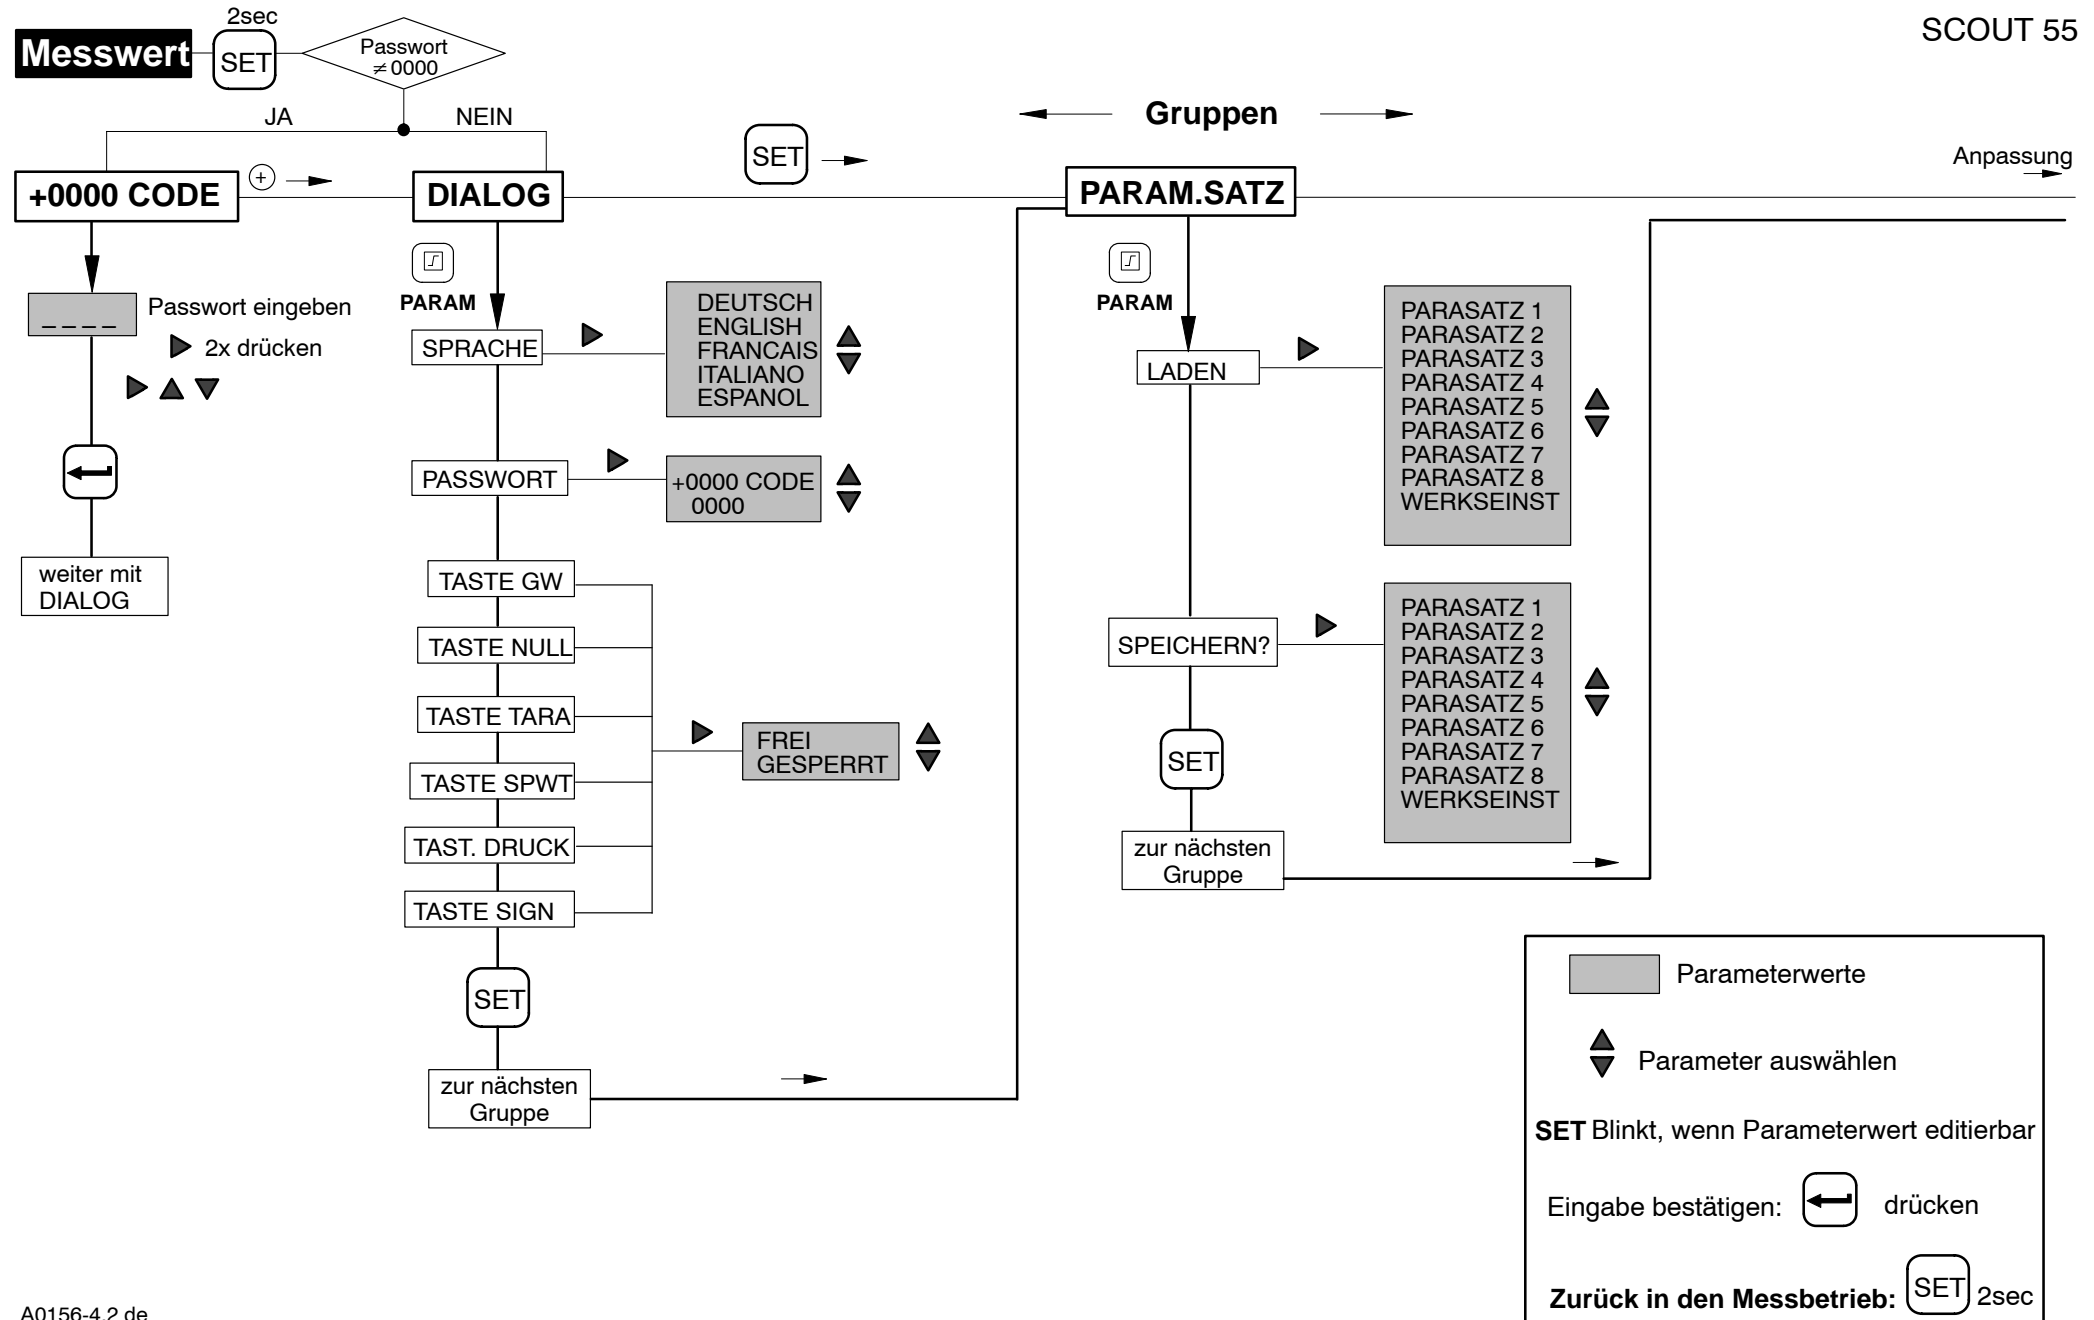 SCOUT 55
2sec
Messwert
SET
Passwort
≠0000
JA
NEIN
Gruppen
SET
Anpassung
+0000 CODE
+
DIALOG
PARAM.SATZ
Passwort eingeben
_ _ _ _
2x drücken
weiter mit
DIALOG
PARAM
SPRACHE
DEUTSCH
ENGLISH
FRANCAIS
ITALIANO
ESPANOL
PASSWORT
+0000 CODE
0000
TASTE GW
TASTE NULL
TASTE TARA
TASTE SPWT
TAST. DRUCK
TASTE SIGN
FREI
GESPERRT
SET
zur nächsten
Gruppe
PARAM
LADEN
PARASATZ 1
PARASATZ 2
PARASATZ 3
PARASATZ 4
PARASATZ 5
PARASATZ 6
PARASATZ 7
PARASATZ 8
WERKSEINST
SPEICHERN?
PARASATZ 1
PARASATZ 2
PARASATZ 3
PARASATZ 4
PARASATZ 5
PARASATZ 6
PARASATZ 7
PARASATZ 8
WERKSEINST
SET
zur nächsten
Gruppe
Parameterwerte
Parameter auswählen
SET Blinkt, wenn Parameterwert editierbar
Eingabe bestätigen: drücken
Zurück in den Messbetrieb: SET 2sec
A0156-4.2 de